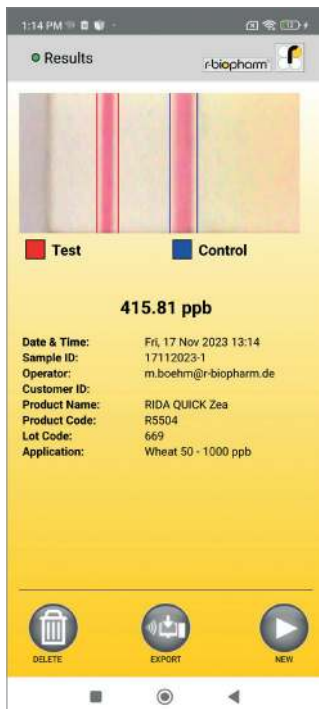 1:14 PM
Results
r-biopharm
Test
Control
415.81 ppb
Date & Time: Fri, 17 Nov 2023 13:14
Sample ID: 17112023-1
Operator: m.boehm@r-biopharm.de
Customer ID:
Product Name: RIDA QUICK Zea
Product Code: R5504
Lot Code: 669
Application: Wheat 50 - 1000 ppb
DELETE
EXPORT
NEW